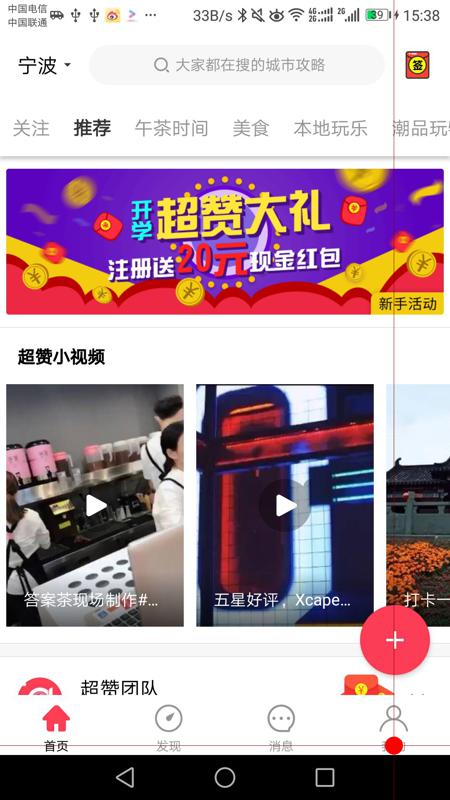 中国电信
中国联通
33B/s 4G 2G 39 15:38
宁波
大家都在搜的城市攻略
签
关注 推荐 午茶时间 美食 本地玩乐 潮品玩
开学超赞大礼
注册送20元现金红包
新手活动
超赞小视频
答案茶现场制作#...
五星好评，Xcape...
打卡一
超赞团队
首页 发现 消息